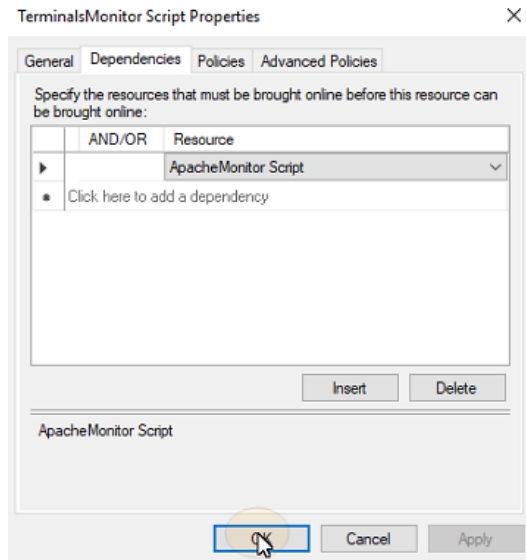 TerminalsMonitor Script Properties
General Dependencies Policies Advanced Policies
Specify the resources that must be brought online before this resource can
be brought online:
AND/OR Resource
ApacheMonitor Script
Click here to add a dependency
Insert Delete
ApacheMonitor Script
OK Cancel Apply